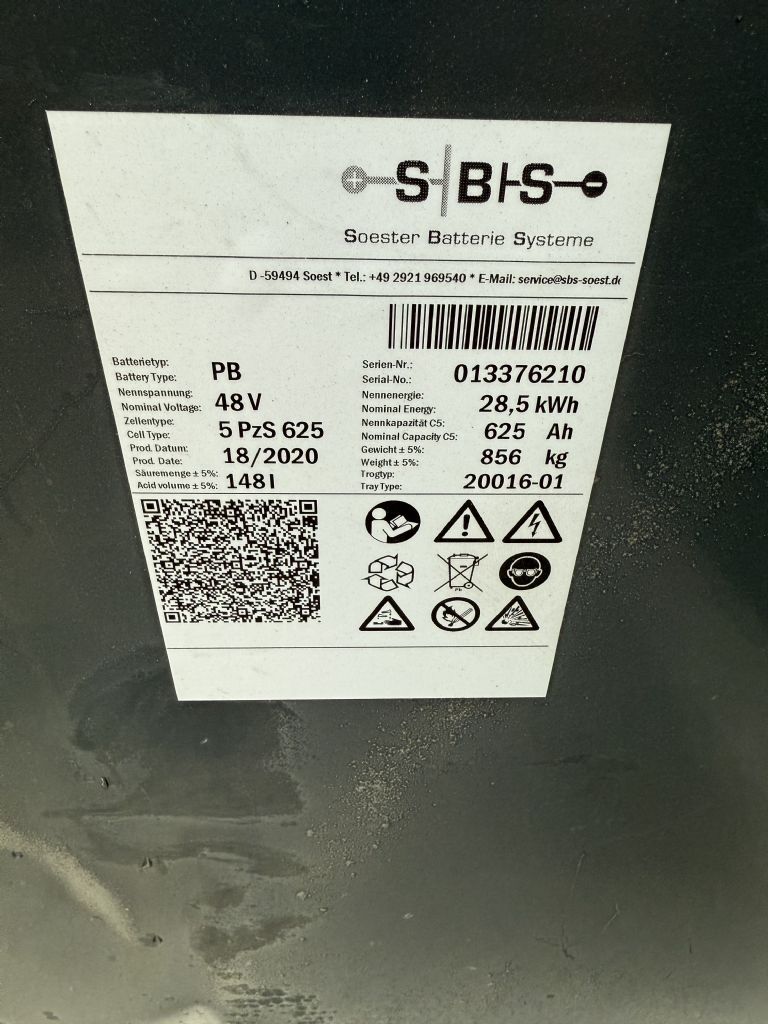 S B S
Soester Batterie Systeme
D -59494 Soest * Tel.: +49 2921 969540 * E-Mail: service@sbs-soest.de
Batterietyp:
Battery Type: PB
Nennspannung:
Nominal Voltage: 48 V
Zellentype:
Cell Type: 5 PzS 625
Prod. Datum:
Prod. Date: 18/2020
Säuremenge ± 5%:
Acid volume ± 5%: 148 l
Serien-Nr.:
Serial-No.: 013376210
Nennenergie:
Nominal Energy: 28,5 kWh
Nennkapazität C5:
Nominal Capacity C5: 625 Ah
Gewicht ± 5%:
Weight ± 5%: 856 kg
Trogtyp:
Tray Type: 20016-01
Pb